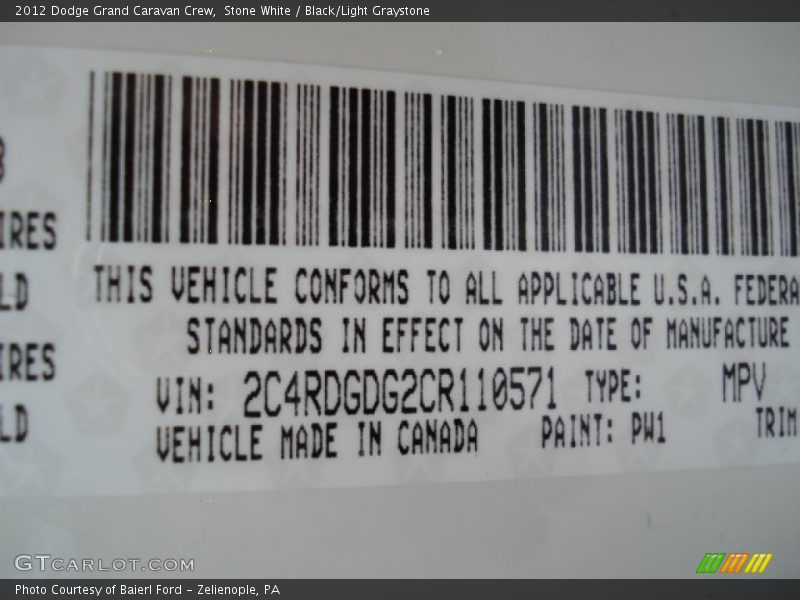 2012 Dodge Grand Caravan Crew,  Stone White / Black/Light Graystone
IRES
LD
IRES
LD
THIS VEHICLE CONFORMS TO ALL APPLICABLE U.S.A. FEDERA
STANDARDS IN EFFECT ON THE DATE OF MANUFACTURE
VIN: 2C4RDGDG2CR110571 TYPE: MPV
VEHICLE MADE IN CANADA PAINT: PW1 TRIM
GTCARLOT.COM
Photo Courtesy of Baierl Ford - Zelienople, PA